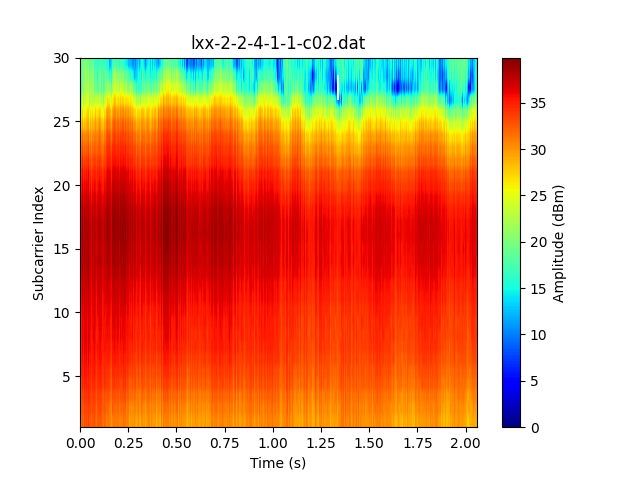 lxx-2-2-4-1-1-c02.dat
30
25
20
15
10
5
Subcarrier Index
0.00 0.25 0.50 0.75 1.00 1.25 1.50 1.75 2.00
Time (s)
35
30
25
20
15
10
5
0
Amplitude (dBm)